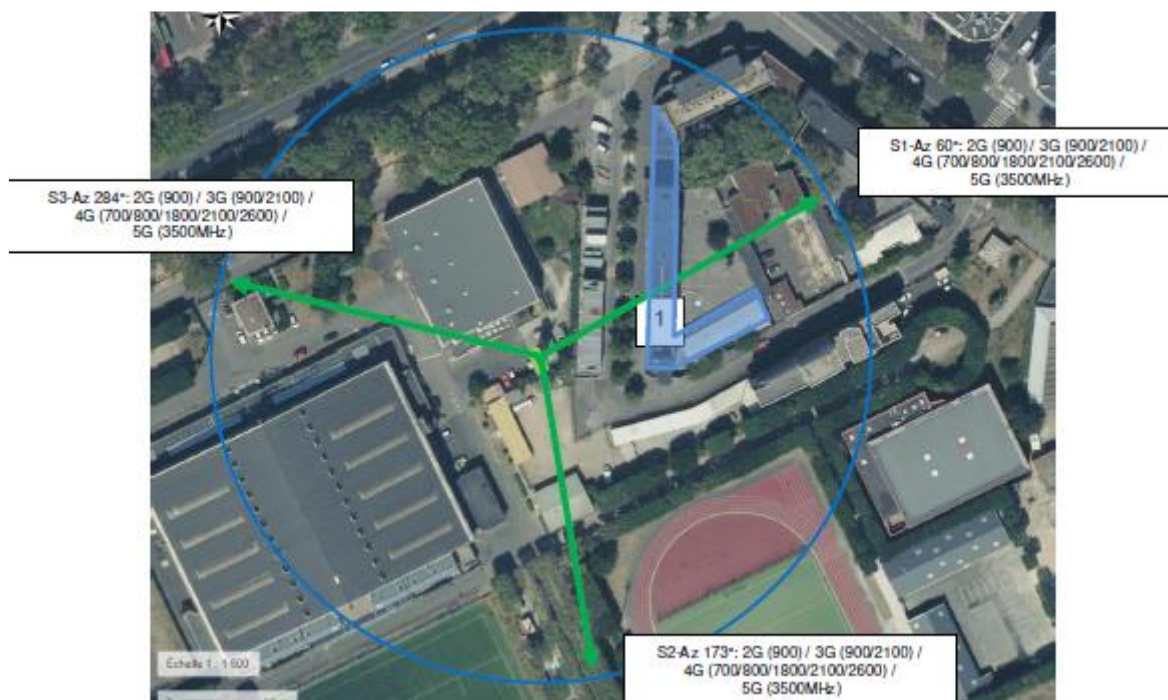 S1-Az 60°: 2G (900) / 3G (900/2100) /
4G (700/800/1800/2100/2600) /
5G (3500MHz)
S3-Az 284°: 2G (900) / 3G (900/2100) /
4G (700/800/1800/2100/2600) /
5G (3500MHz)
1
S2-Az 173°: 2G (900) / 3G (900/2100) /
4G (700/800/1800/2100/2600) /
5G (3500MHz)
Echelle 1 : 1 500